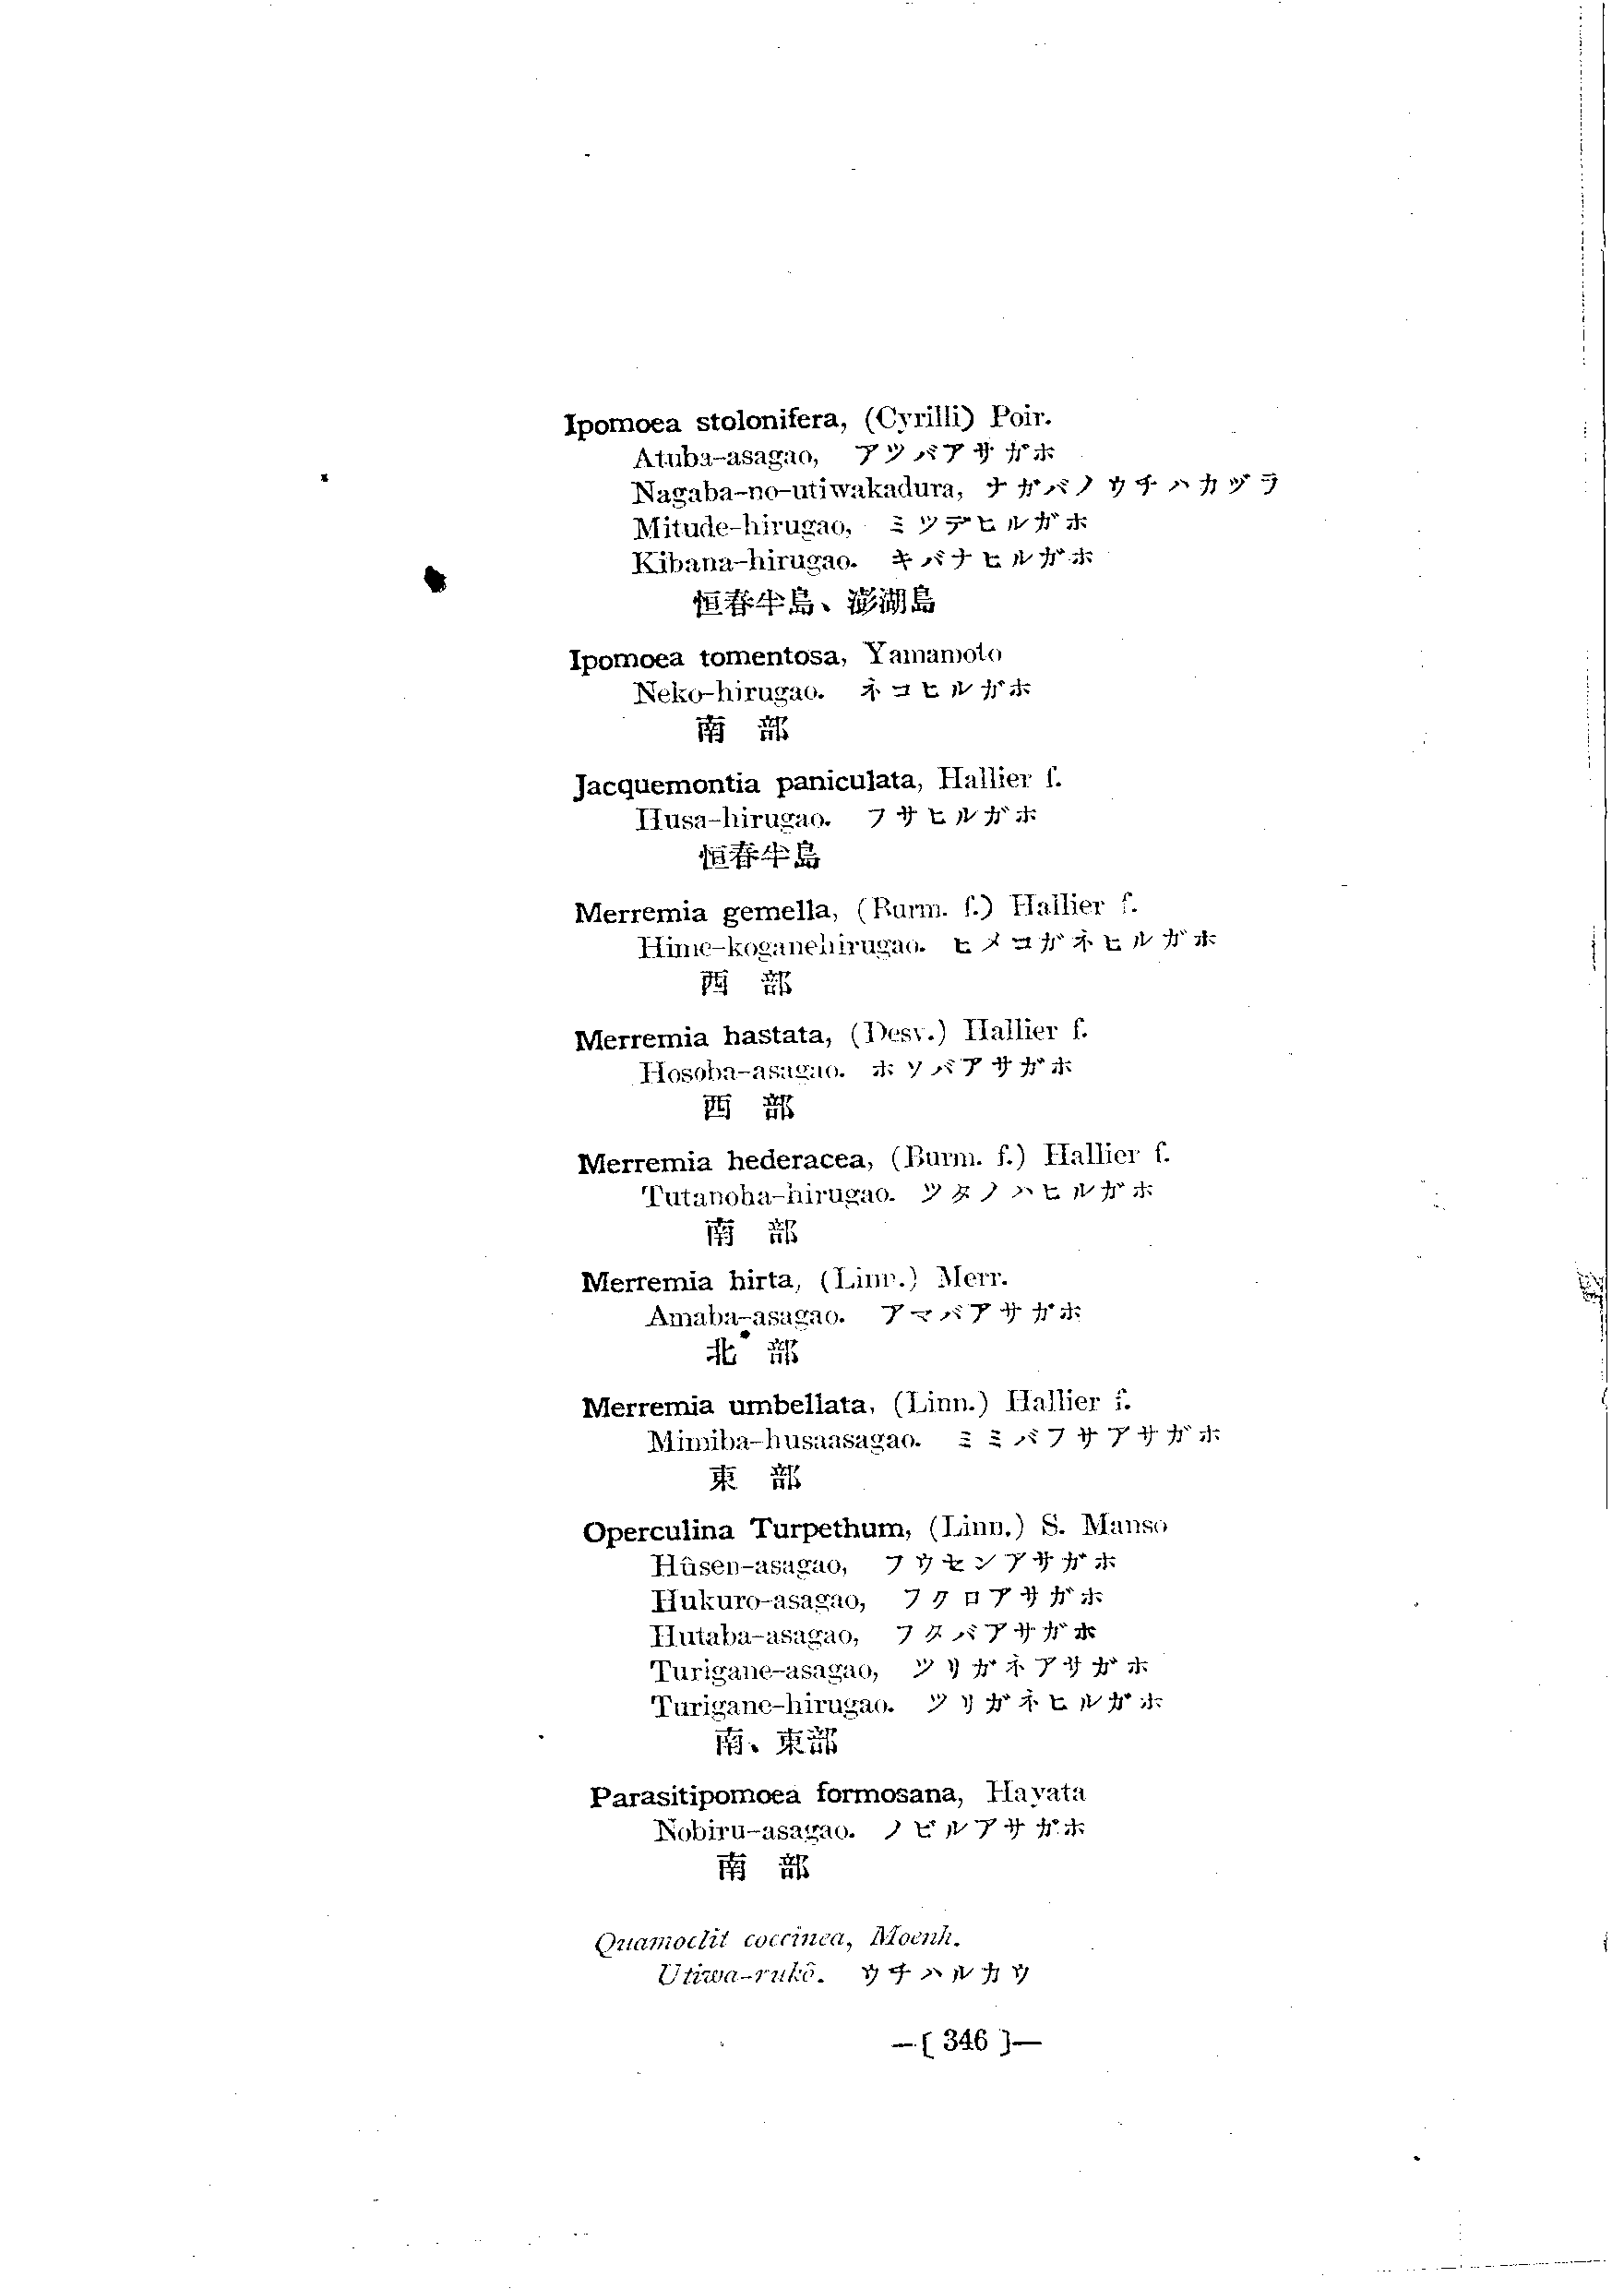 Ipomoea stolonifera, (Cyrilli) Poir.
Atuba-asagao, アツバアサガホ
Nagaba-no-utiwakadura, ナガバノウチハカヅラ
Mitude-hirugao, ミツデヒルガホ
Kibana-hirugao. キバナヒルガホ
恒春半島、澎湖島
Ipomoea tomentosa, Yamamoto
Neko-hirugao. ネコヒルガホ
南 部
Jacquemontia paniculata, Hallier f.
Husa-hirugao. フサヒルガホ
恒春半島
Merremia gemella, (Burm. f.) Hallier f.
Hime-koganehirugao. ヒメコガネヒルガホ
西 部
Merremia hastata, (Desv.) Hallier f.
Hosoba-asagao. ホソバアサガホ
西 部
Merremia hederacea, (Burm. f.) Hallier f.
Tutanoha-hirugao. ツタノハヒルガホ
南 部
Merremia hirta, (Linn.) Merr.
Amaba-asagao. アマバアサガホ
北 部
Merremia umbellata, (Linn.) Hallier f.
Mimiba-husaasagao. ミミバフサアサガホ
東 部
Operculina Turpethum, (Linn.) S. Manso
Hûsen-asagao, フウセンアサガホ
Hukuro-asagao, フクロアサガホ
Hutaba-asagao, フタバアサガホ
Turigane-asagao, ツリガネアサガホ
Turigane-hirugao. ツリガネヒルガホ
南、東部
Parasitipomoea formosana, Hayata
Nobiru-asagao. ノビルアサガホ
南 部
Quamoclit coccinea, Moenh.
Utiwa-rukô. ウチハルカウ
—[ 346 ]—